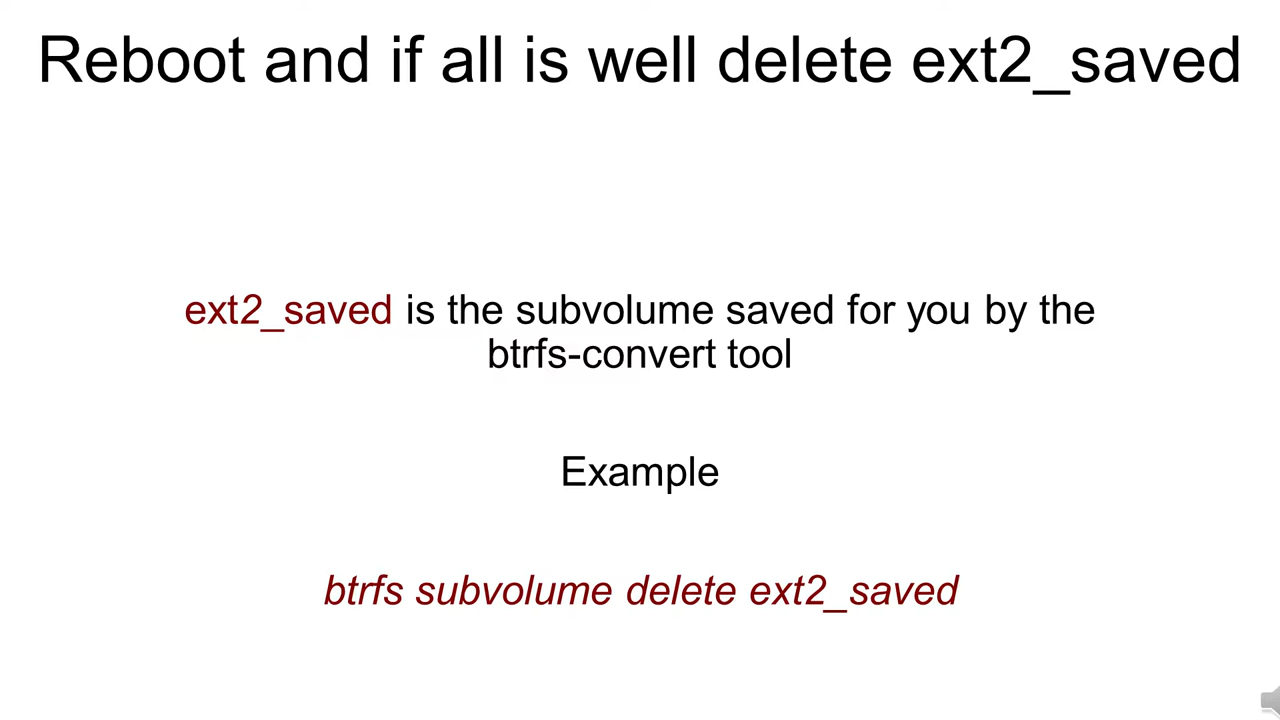 Reboot and if all is well delete ext2_saved
ext2_saved is the subvolume saved for you by the
btrfs-convert tool
Example
btrfs subvolume delete ext2_saved